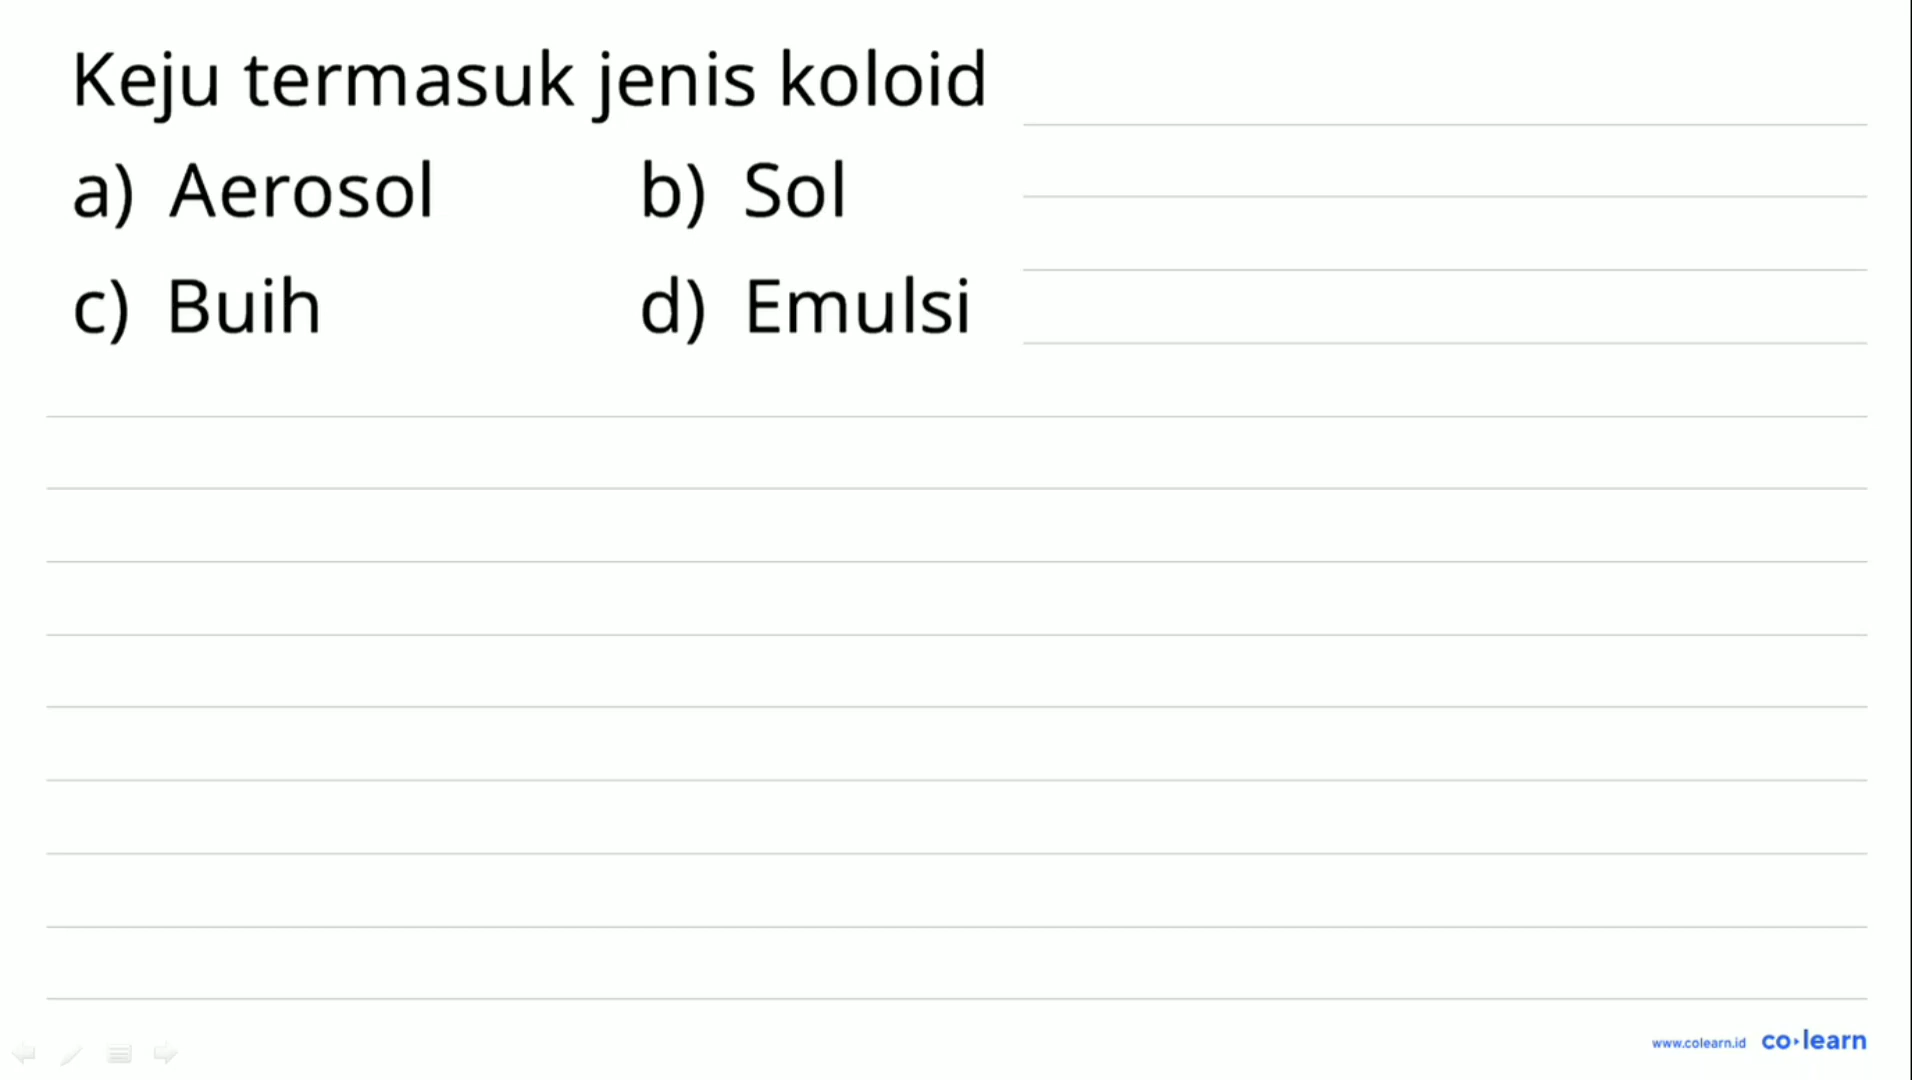 Keju termasuk jenis koloid
a) Aerosol b) Sol
c) Buih d) Emulsi
www.colearn.id co learn